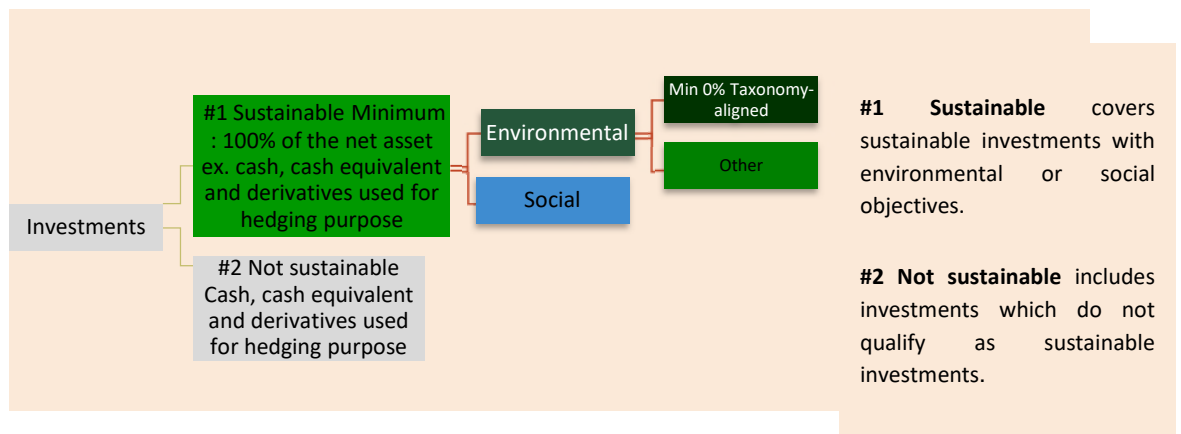 Investments
#1 Sustainable Minimum
: 100% of the net asset
ex. cash, cash equivalent
and derivatives used for
hedging purpose
#2 Not sustainable
Cash, cash equivalent
and derivatives used
for hedging purpose
Environmental
Social
Min 0% Taxonomy-
aligned
Other
#1 Sustainable covers
sustainable investments with
environmental or social
objectives.
#2 Not sustainable includes
investments which do not
qualify as sustainable
investments.